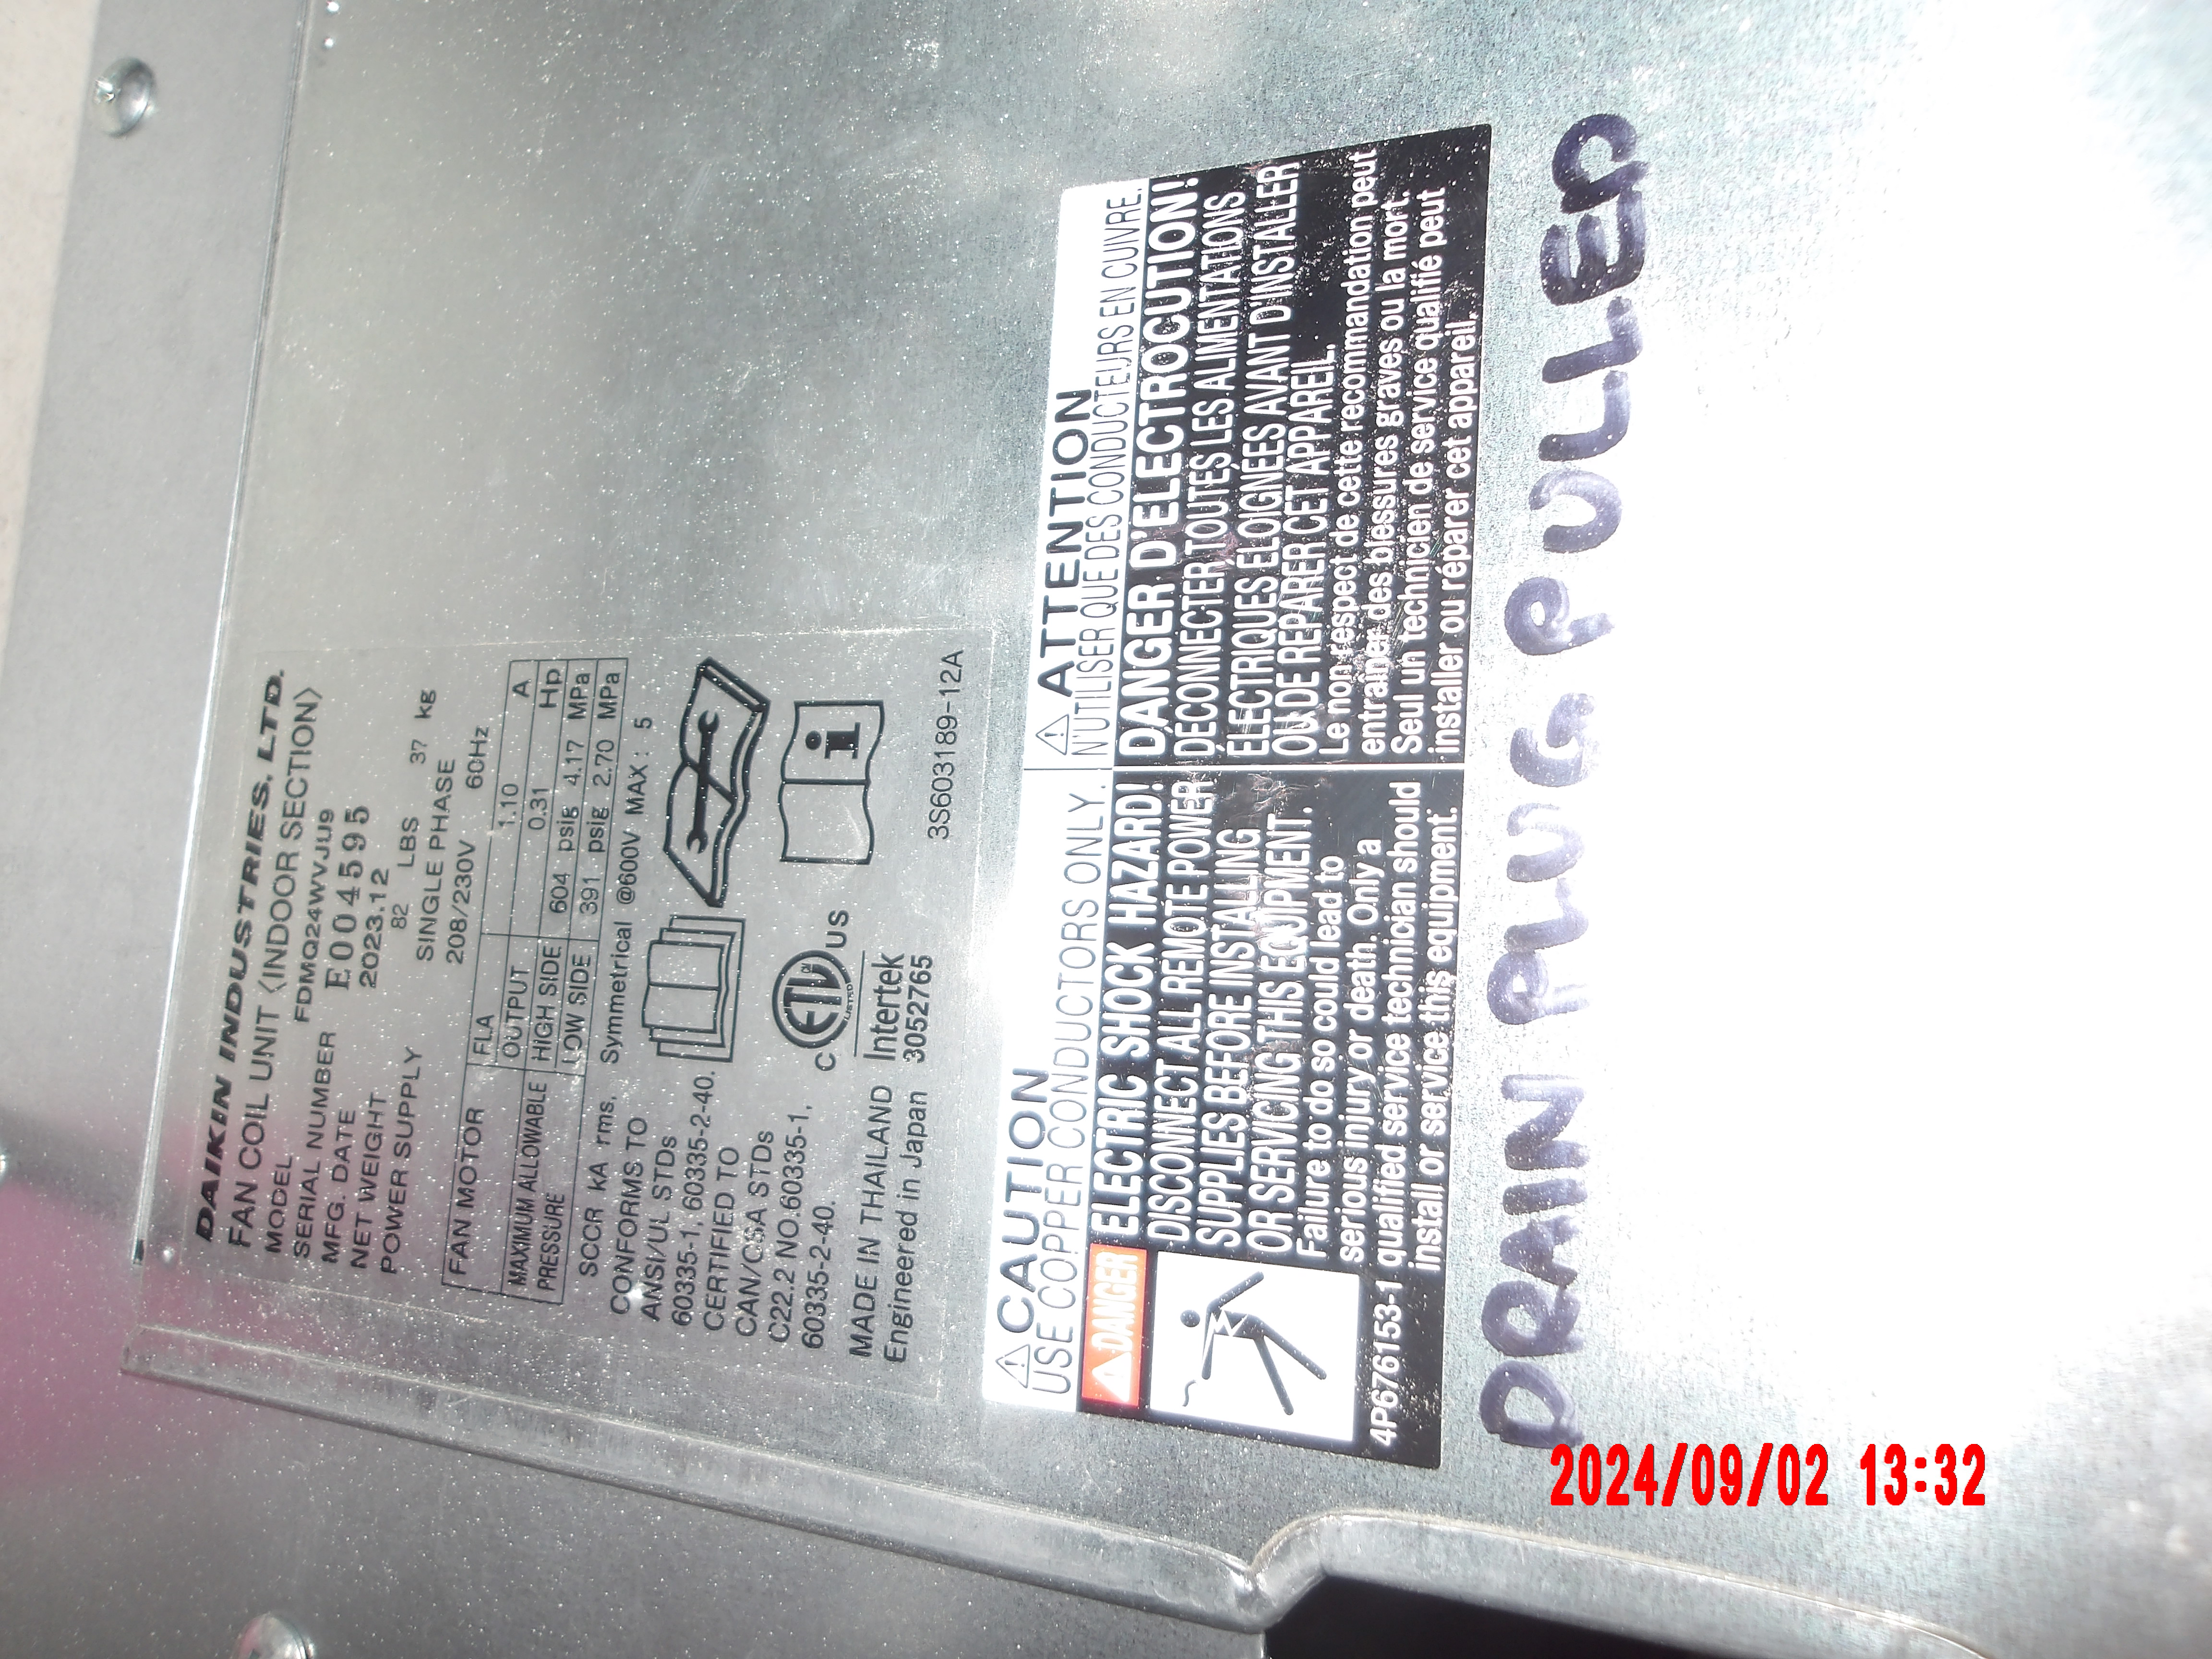 DAIKIN INDUSTRIES, LTD.
FAN COIL UNIT 〈INDOOR SECTION〉
MODEL FDMQ24WVJU9
SERIAL NUMBER E004595
MFG. DATE 2023.12
NET WEIGHT 82 LBS 37 kg
POWER SUPPLY SINGLE PHASE
208/230V 60Hz
FAN MOTOR FLA 1.10 A
OUTPUT 0.31 Hp
MAXIMUM ALLOWABLE PRESSURE HIGH SIDE 604 psig 4.17 MPa
LOW SIDE 391 psig 2.70 MPa
SCCR kA rms, Symmetrical @600V MAX: 5
CONFORMS TO
ANSI/UL STDs
60335-1, 60335-2-40.
CERTIFIED TO
CAN/CSA STDs
C22.2 NO.60335-1,
60335-2-40.
C ETL US
LISTED
MADE IN THAILAND Intertek
Engineered in Japan 3052765
3S603189-12A
CAUTION
USE COPPER CONDUCTORS ONLY.
DANGER
ELECTRIC SHOCK HAZARD!
DISCONNECT ALL REMOTE POWER
SUPPLIES BEFORE INSTALLING
OR SERVICING THIS EQUIPMENT.
Failure to do so could lead to
serious injury or death. Only a
qualified service technician should
install or service this equipment.
4P676153-1
ATTENTION
N'UTILISER QUE DES CONDUCTEURS EN CUIVRE.
DANGER D'ELECTROCUTION!
DÉCONNECTER TOUTES LES ALIMENTATIONS
ÉLECTRIQUES ELOIGNÉES AVANT D'INSTALLER
OU DE REPARER CET APPAREIL.
Le non respect de cette recommandation peut
entraîner des blessures graves ou la mort.
Seul un technicien de service qualifié peut
installer ou réparer cet appareil.
DRAIN PLUG PULLED
2024/09/02 13:32